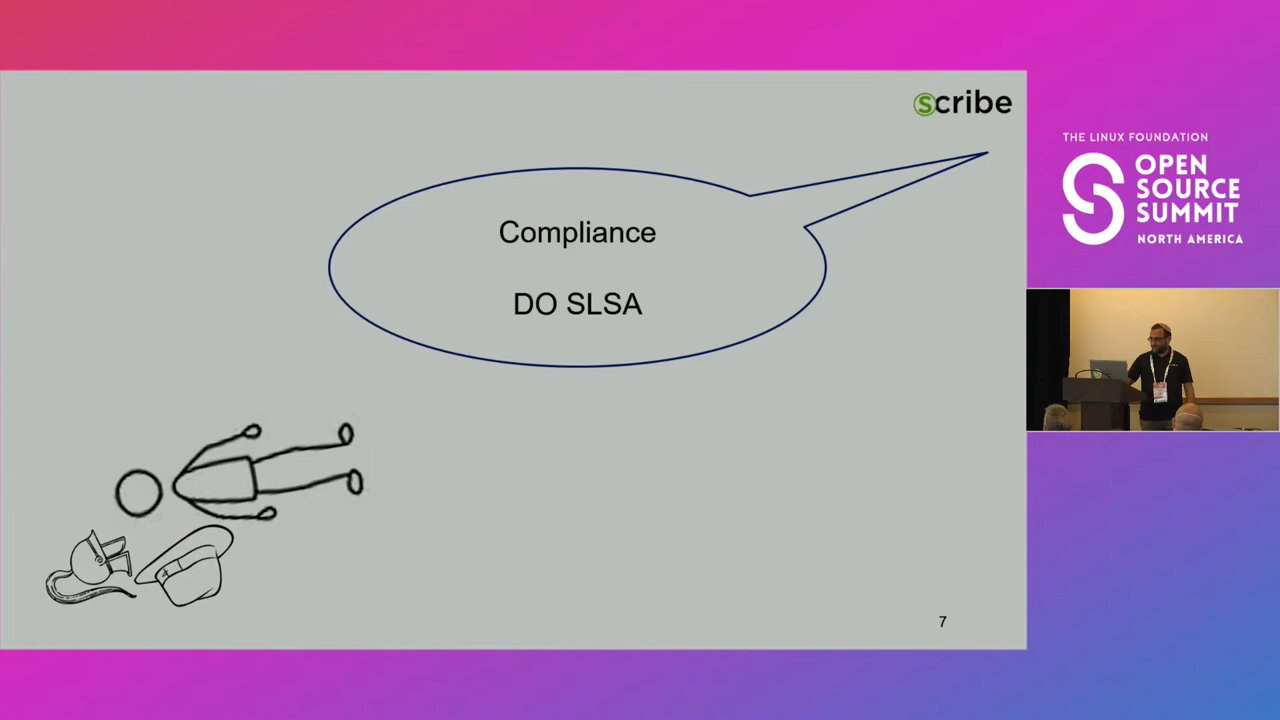 scribe
Compliance
DO SLSA
7
THE LINUX FOUNDATION
OPEN
SOURCE
SUMMIT
NORTH AMERICA